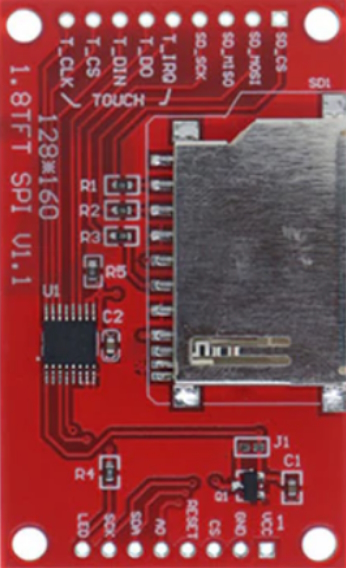 T_CLK
T_CS
T_DIN
T_DO
T_IRQ
SD_SCK
SD_MISO
SD_MOSI
SD_CS
TOUCH
SD1
1.8TFT SPI V1.1
128*160
R1
R2
R3
R5
U1
C2
J1
R4
Q1
C1
LED
SCK
SDA
A0
RESET
CS
GND
VCC
1